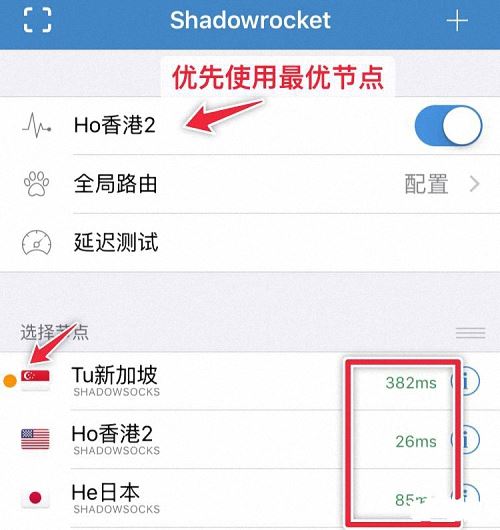 Shadowrocket
优先使用最优节点
Ho香港2
全局路由 配置
延迟测试
选择节点
Tu新加坡 382ms
SHADOWSOCKS
Ho香港2 26ms
SHADOWSOCKS
He日本
SHADOWSOCKS